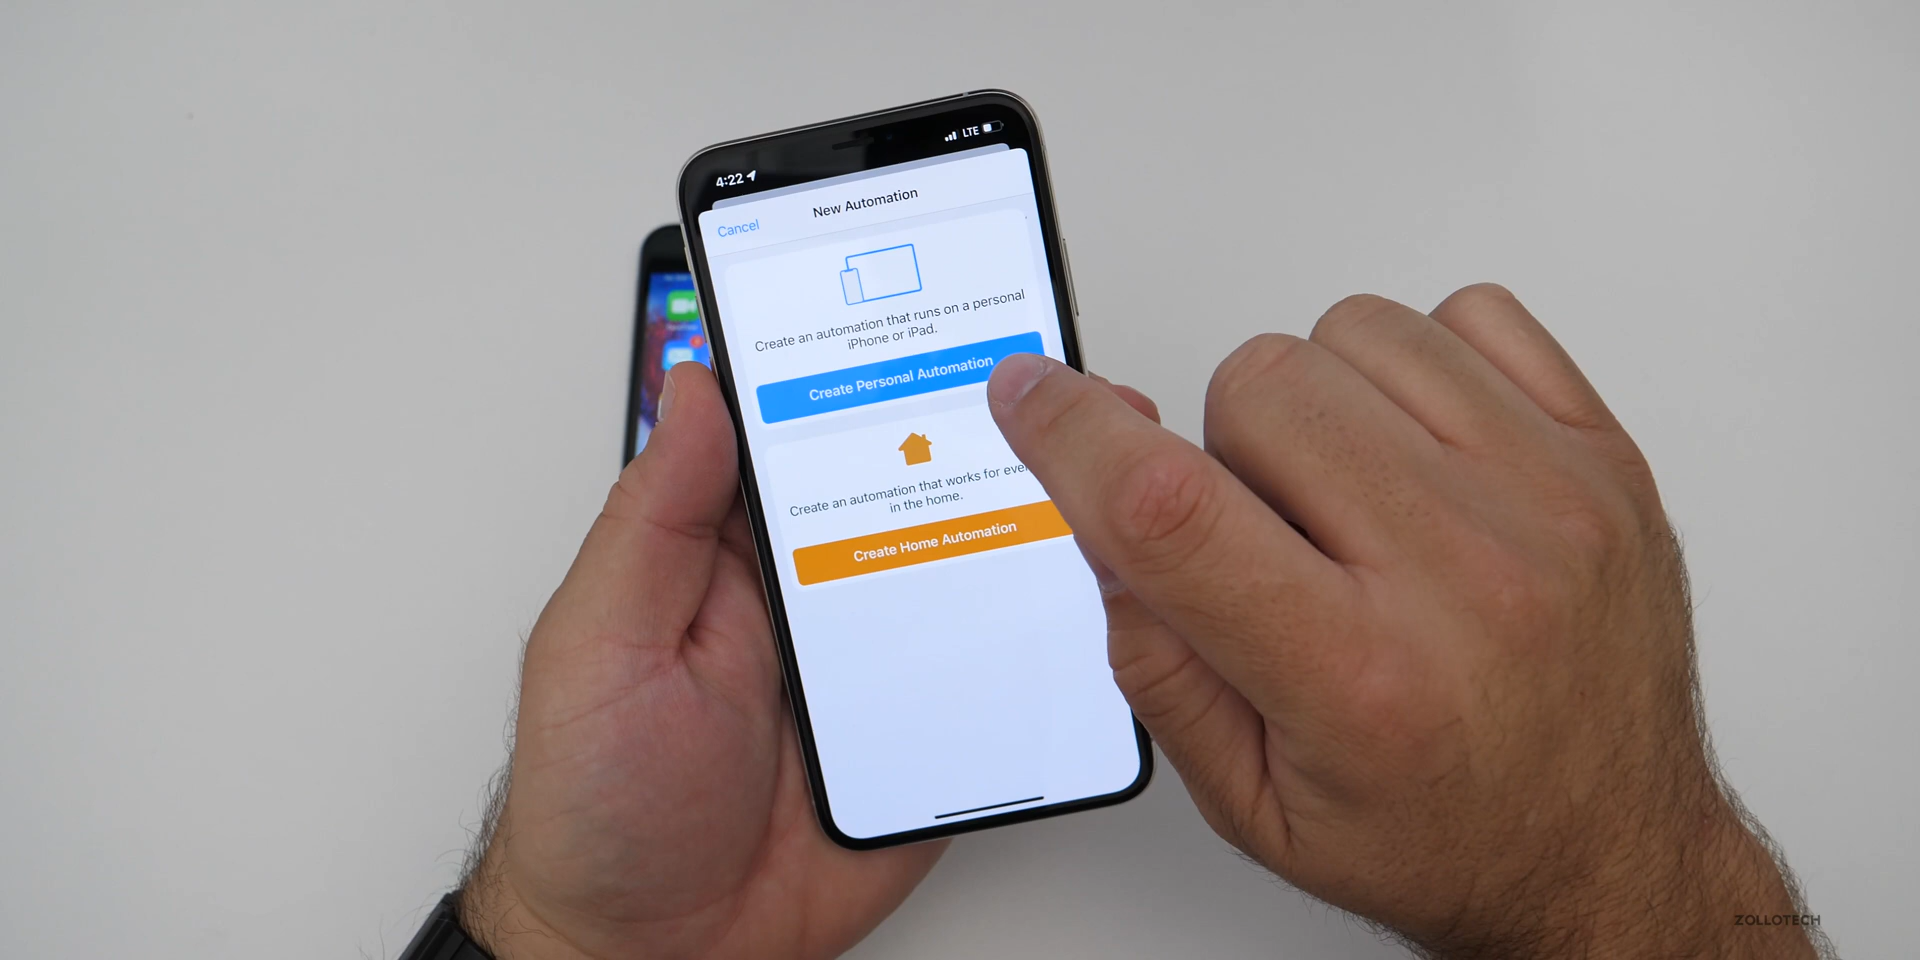 4:22
LTE
Cancel
New Automation
Create an automation that runs on a personal
iPhone or iPad.
Create Personal Automation
Create an automation that works for ever
in the home.
Create Home Automation
ZOLLOTECH